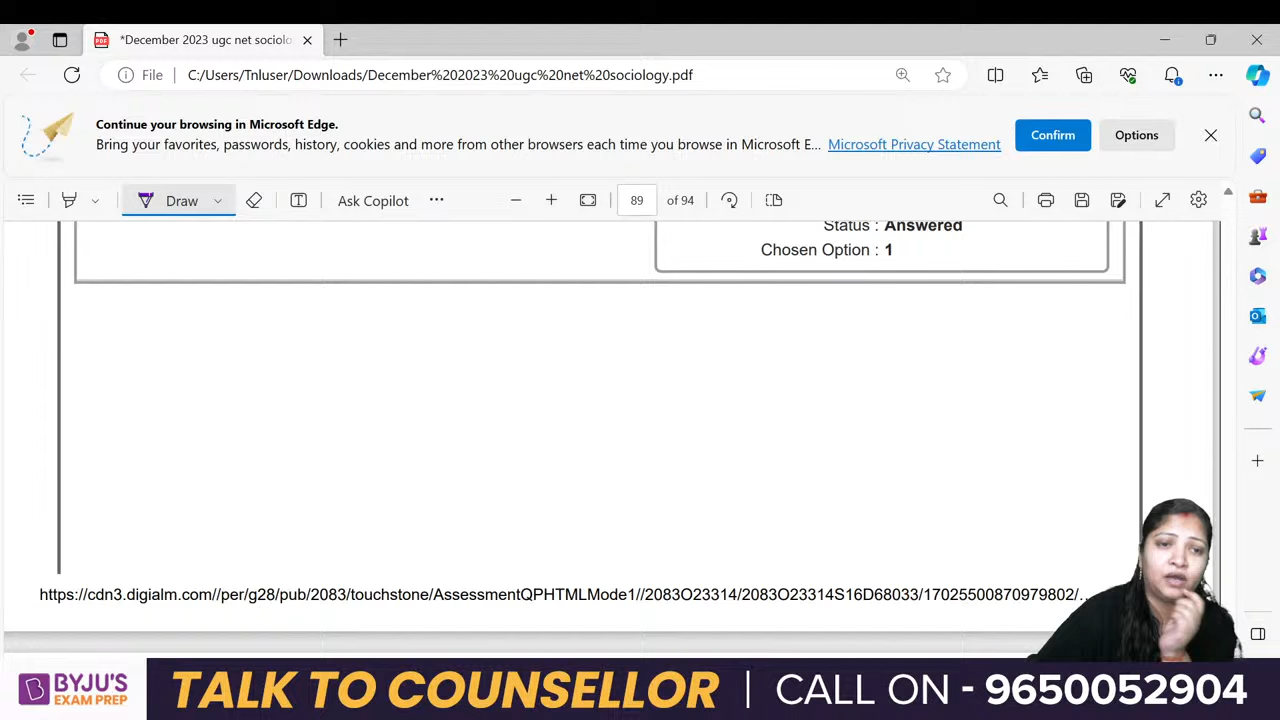 *December 2023 ugc net sociolo
File
C:/Users/Tnluser/Downloads/December%202023%20ugc%20net%20sociology.pdf
Continue your browsing in Microsoft Edge.
Bring your favorites, passwords, history, cookies and more from other browsers each time you browse in Microsoft E...
Microsoft Privacy Statement
Confirm
Options
Draw
Ask Copilot
89
of 94
Status : Answered
Chosen Option : 1
https://cdn3.digialm.com//per/g28/pub/2083/touchstone/AssessmentQPHTMLMode1//2083O23314/2083O23314S16D68033/17025500870979802/...
BYJU'S
EXAM PREP
TALK TO COUNSELLOR
CALL ON - 9650052904